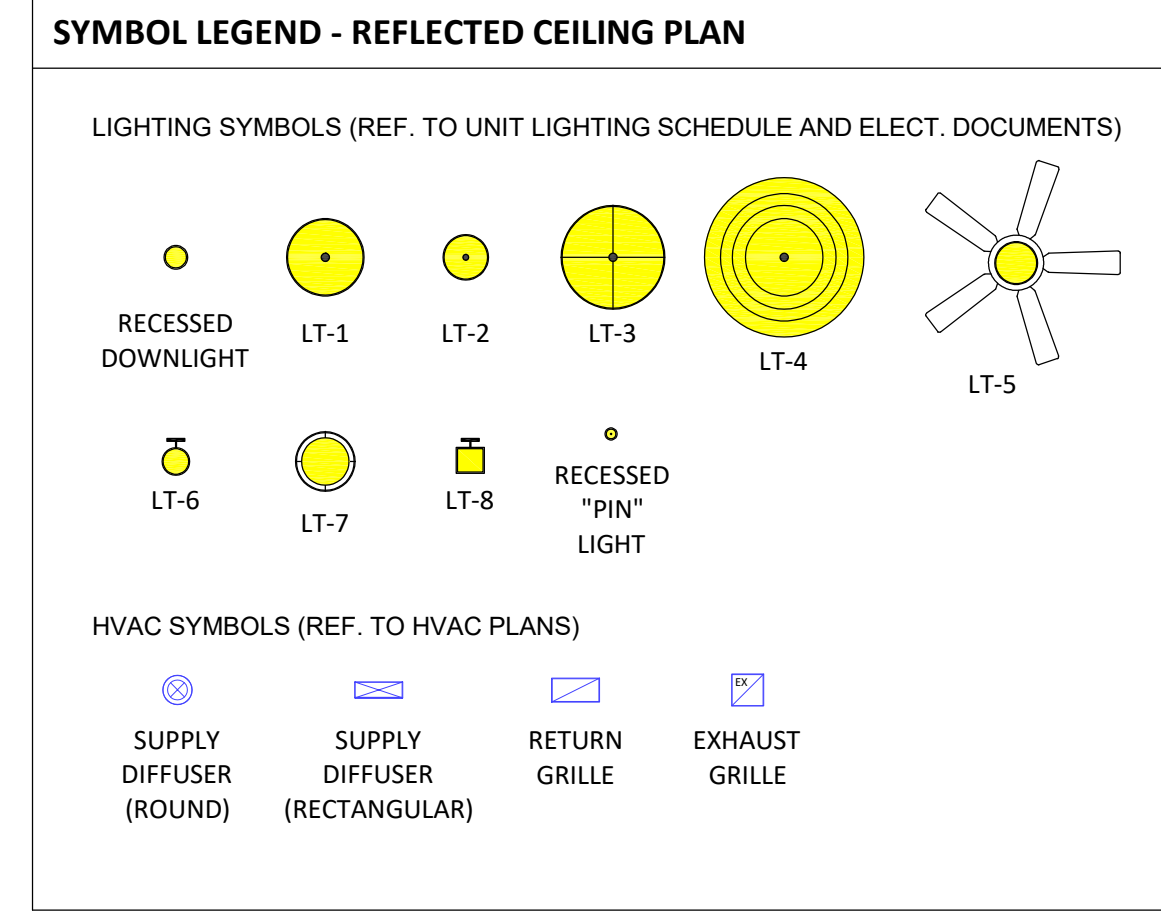 SYMBOL LEGEND - REFLECTED CEILING PLAN
LIGHTING SYMBOLS (REF. TO UNIT LIGHTING SCHEDULE AND ELECT. DOCUMENTS)
RECESSED
DOWNLIGHT
LT-1
LT-2
LT-3
LT-4
LT-5
LT-6
LT-7
LT-8
RECESSED
"PIN"
LIGHT
HVAC SYMBOLS (REF. TO HVAC PLANS)
SUPPLY
DIFFUSER
(ROUND)
SUPPLY
DIFFUSER
(RECTANGULAR)
RETURN
GRILLE
EX
EXHAUST
GRILLE